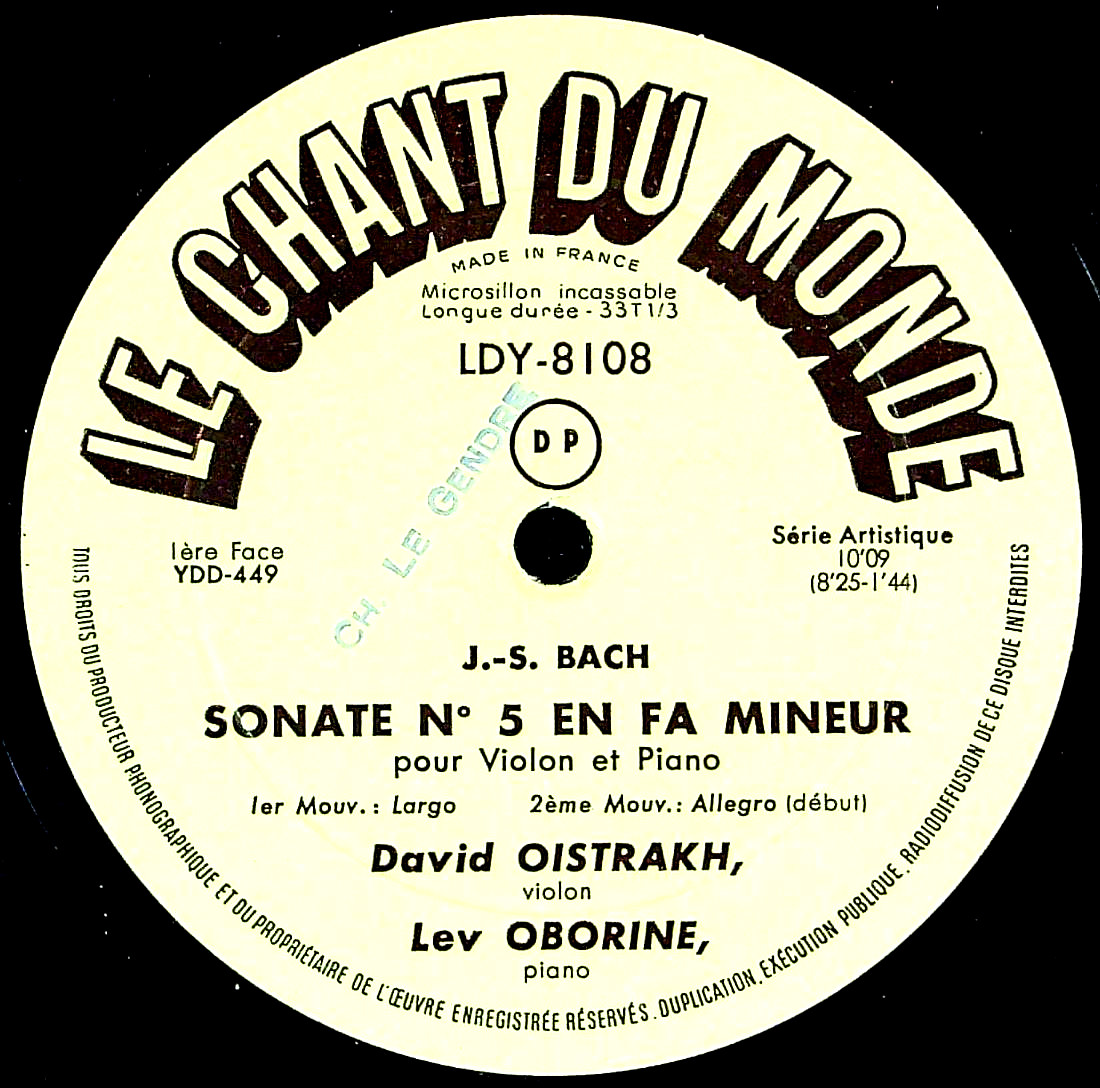 LE CHANT DU MONDE
MADE IN FRANCE
Microsillon incassable
Longue durée - 33T1/3
LDY-8108
DP
CH. LE GENDRE
1ère Face
YDD-449
Série Artistique
10'09
(8'25-1'44)
J.-S. BACH
SONATE N° 5 EN FA MINEUR
pour Violon et Piano
1er Mouv. : Largo 2ème Mouv. : Allegro (début)
David OISTRAKH,
violon
Lev OBORINE,
piano
TOUS DROITS DU PRODUCTEUR PHONOGRAPHIQUE ET DU PROPRIÉTAIRE DE L'ŒUVRE ENREGISTRÉE RÉSERVÉS. DUPLICATION, EXÉCUTION PUBLIQUE, RADIODIFFUSION DE CE DISQUE INTERDITES